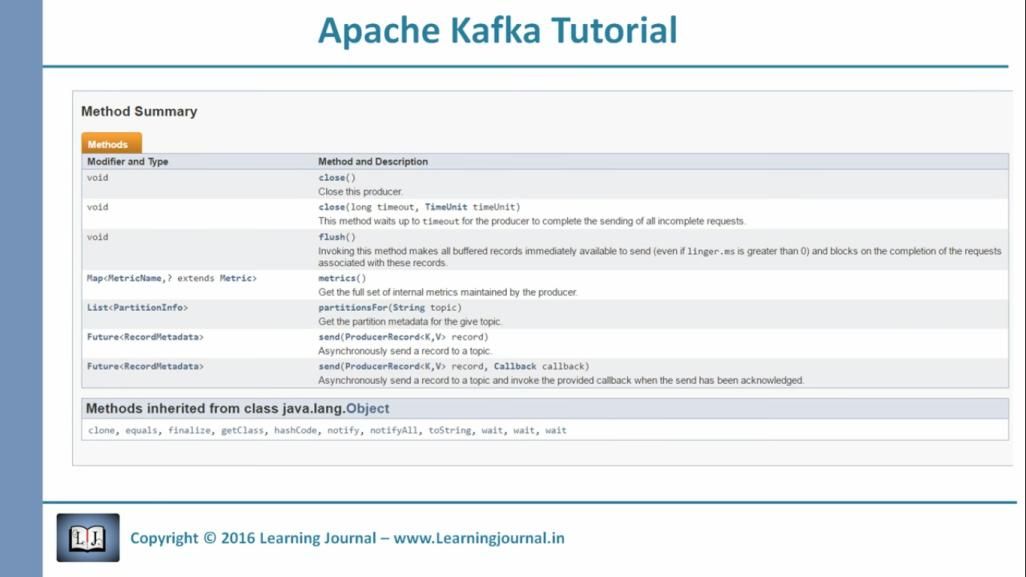 Apache Kafka Tutorial
Method Summary
Methods
Modifier and Type Method and Description
void close()
Close this producer.
void close(long timeout, TimeUnit timeUnit)
This method waits up to timeout for the producer to complete the sending of all incomplete requests.
void flush()
Invoking this method makes all buffered records immediately available to send (even if linger.ms is greater than 0) and blocks on the completion of the requests
associated with these records.
Map<MetricName,? extends Metric> metrics()
Get the full set of internal metrics maintained by the producer.
List<PartitionInfo> partitionsFor(String topic)
Get the partition metadata for the give topic.
Future<RecordMetadata> send(ProducerRecord<K,V> record)
Asynchronously send a record to a topic.
Future<RecordMetadata> send(ProducerRecord<K,V> record, Callback callback)
Asynchronously send a record to a topic and invoke the provided callback when the send has been acknowledged.
Methods inherited from class java.lang.Object
clone, equals, finalize, getClass, hashCode, notify, notifyAll, toString, wait, wait, wait
L J
Copyright © 2016 Learning Journal – www.Learningjournal.in